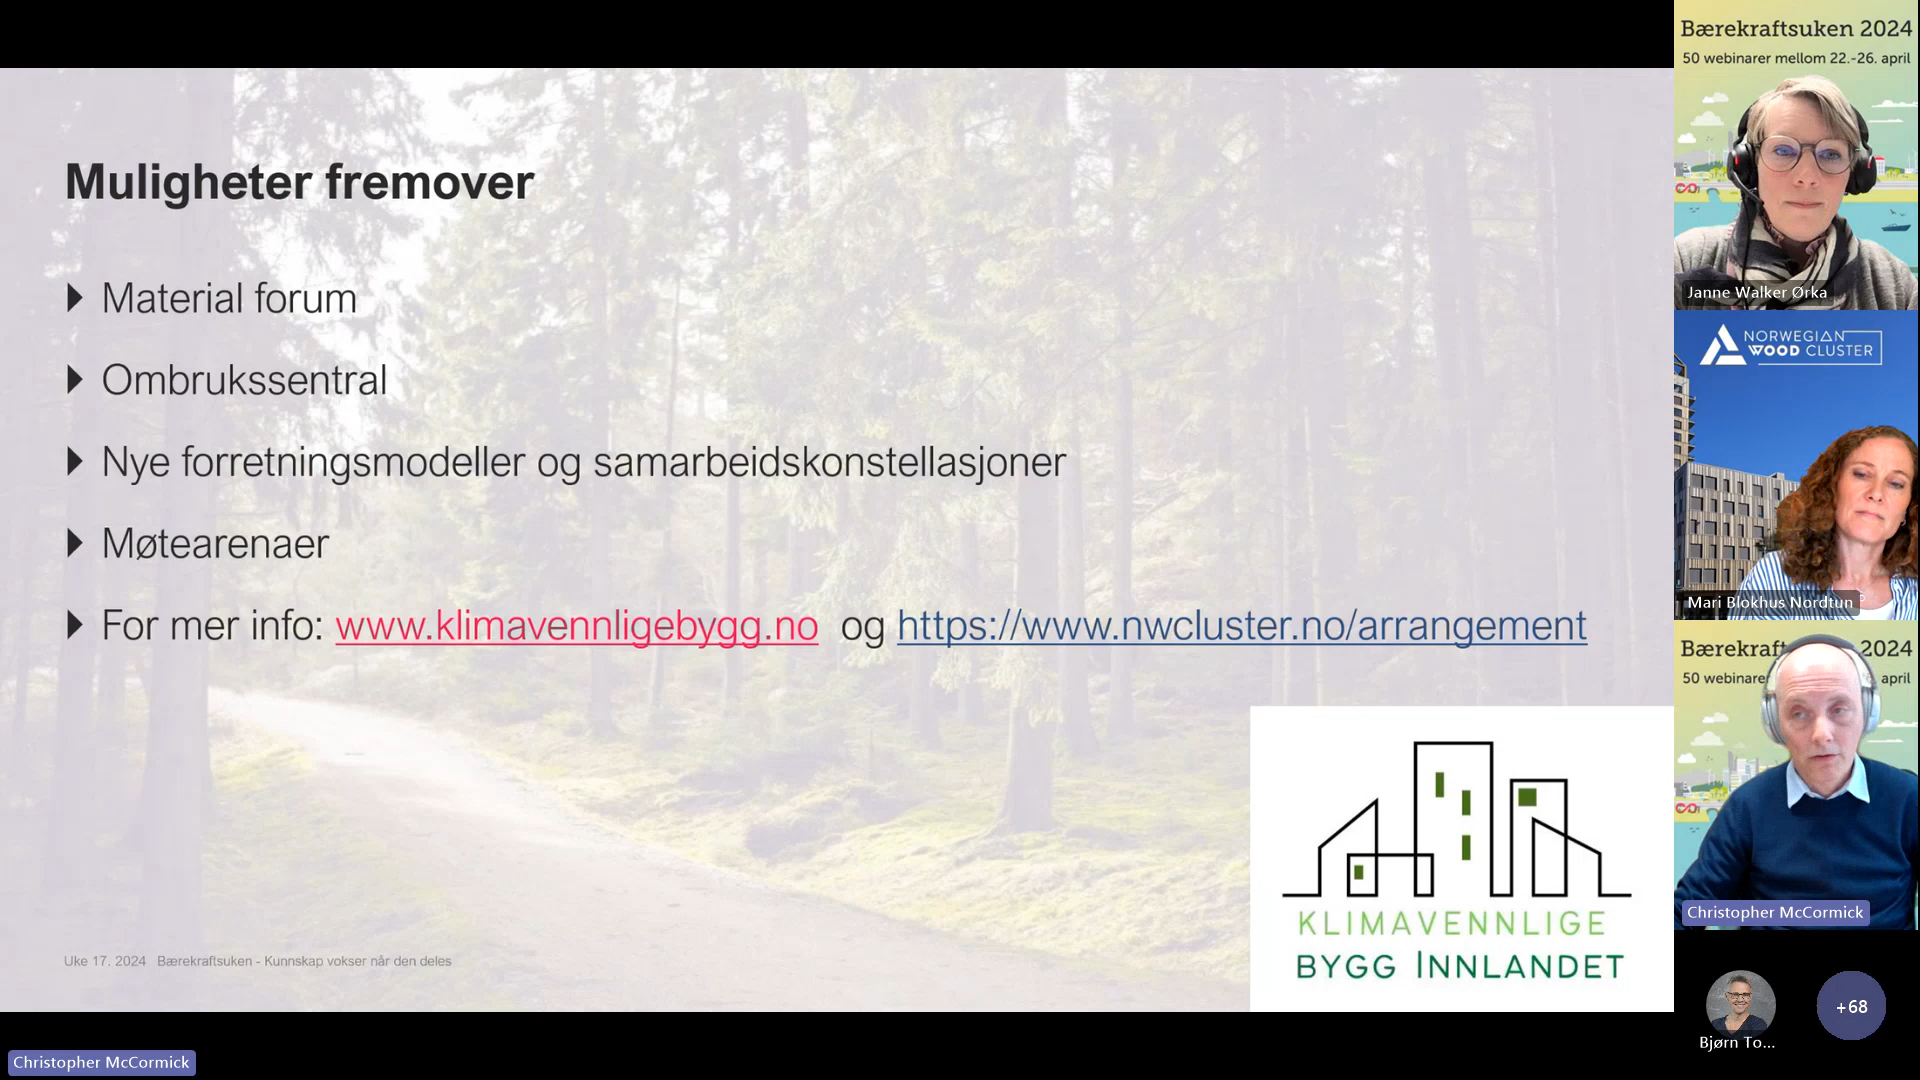 Muligheter fremover
Material forum
Ombrukssentral
Nye forretningsmodeller og samarbeidskonstellasjoner
Møtearenaer
For mer info: www.klimavennligebygg.no og https://www.nwcluster.no/arrangement
KLIMAVENNLIGE
BYGG INNLANDET
Uke 17. 2024 Bærekraftsuken - Kunnskap vokser når den deles
Christopher McCormick
Bærekraftsuken 2024
50 webinarer mellom 22.-26. april
Janne Walker Ørka
NORWEGIAN
WOOD CLUSTER
Mari Blokhus Nordtun
Bærekraft 2024
50 webinare april
Christopher McCormick
Bjørn To...
+68